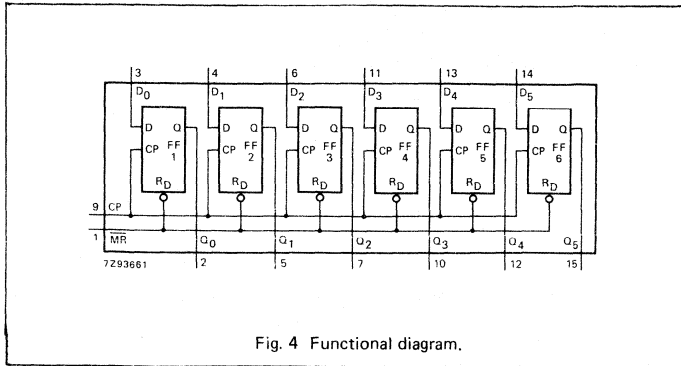 3 4 6 11 13 14
D0 D1 D2 D3 D4 D5
D Q D Q D Q D Q D Q D Q
CP FF 1 CP FF 2 CP FF 3 CP FF 4 CP FF 5 CP FF 6
RD RD RD RD RD RD
9 CP
1 MR Q0 Q1 Q2 Q3 Q4 Q5
7Z93661 2 5 7 10 12 15
Fig. 4 Functional diagram.